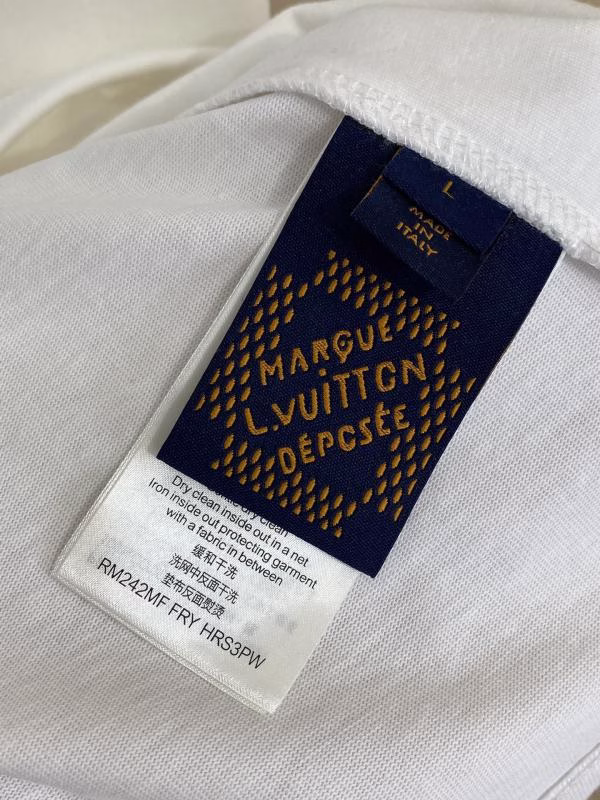 L
MADE
IN
ITALY
MARQUE
L.VUITTON
DÉPOSÉE
dry clean
Dry clean inside out in a net
Iron inside out protecting garment
with a fabric in between
缓和干洗
洗网中反面干洗
垫布反面熨烫
RM242MF FRY HRS3PW